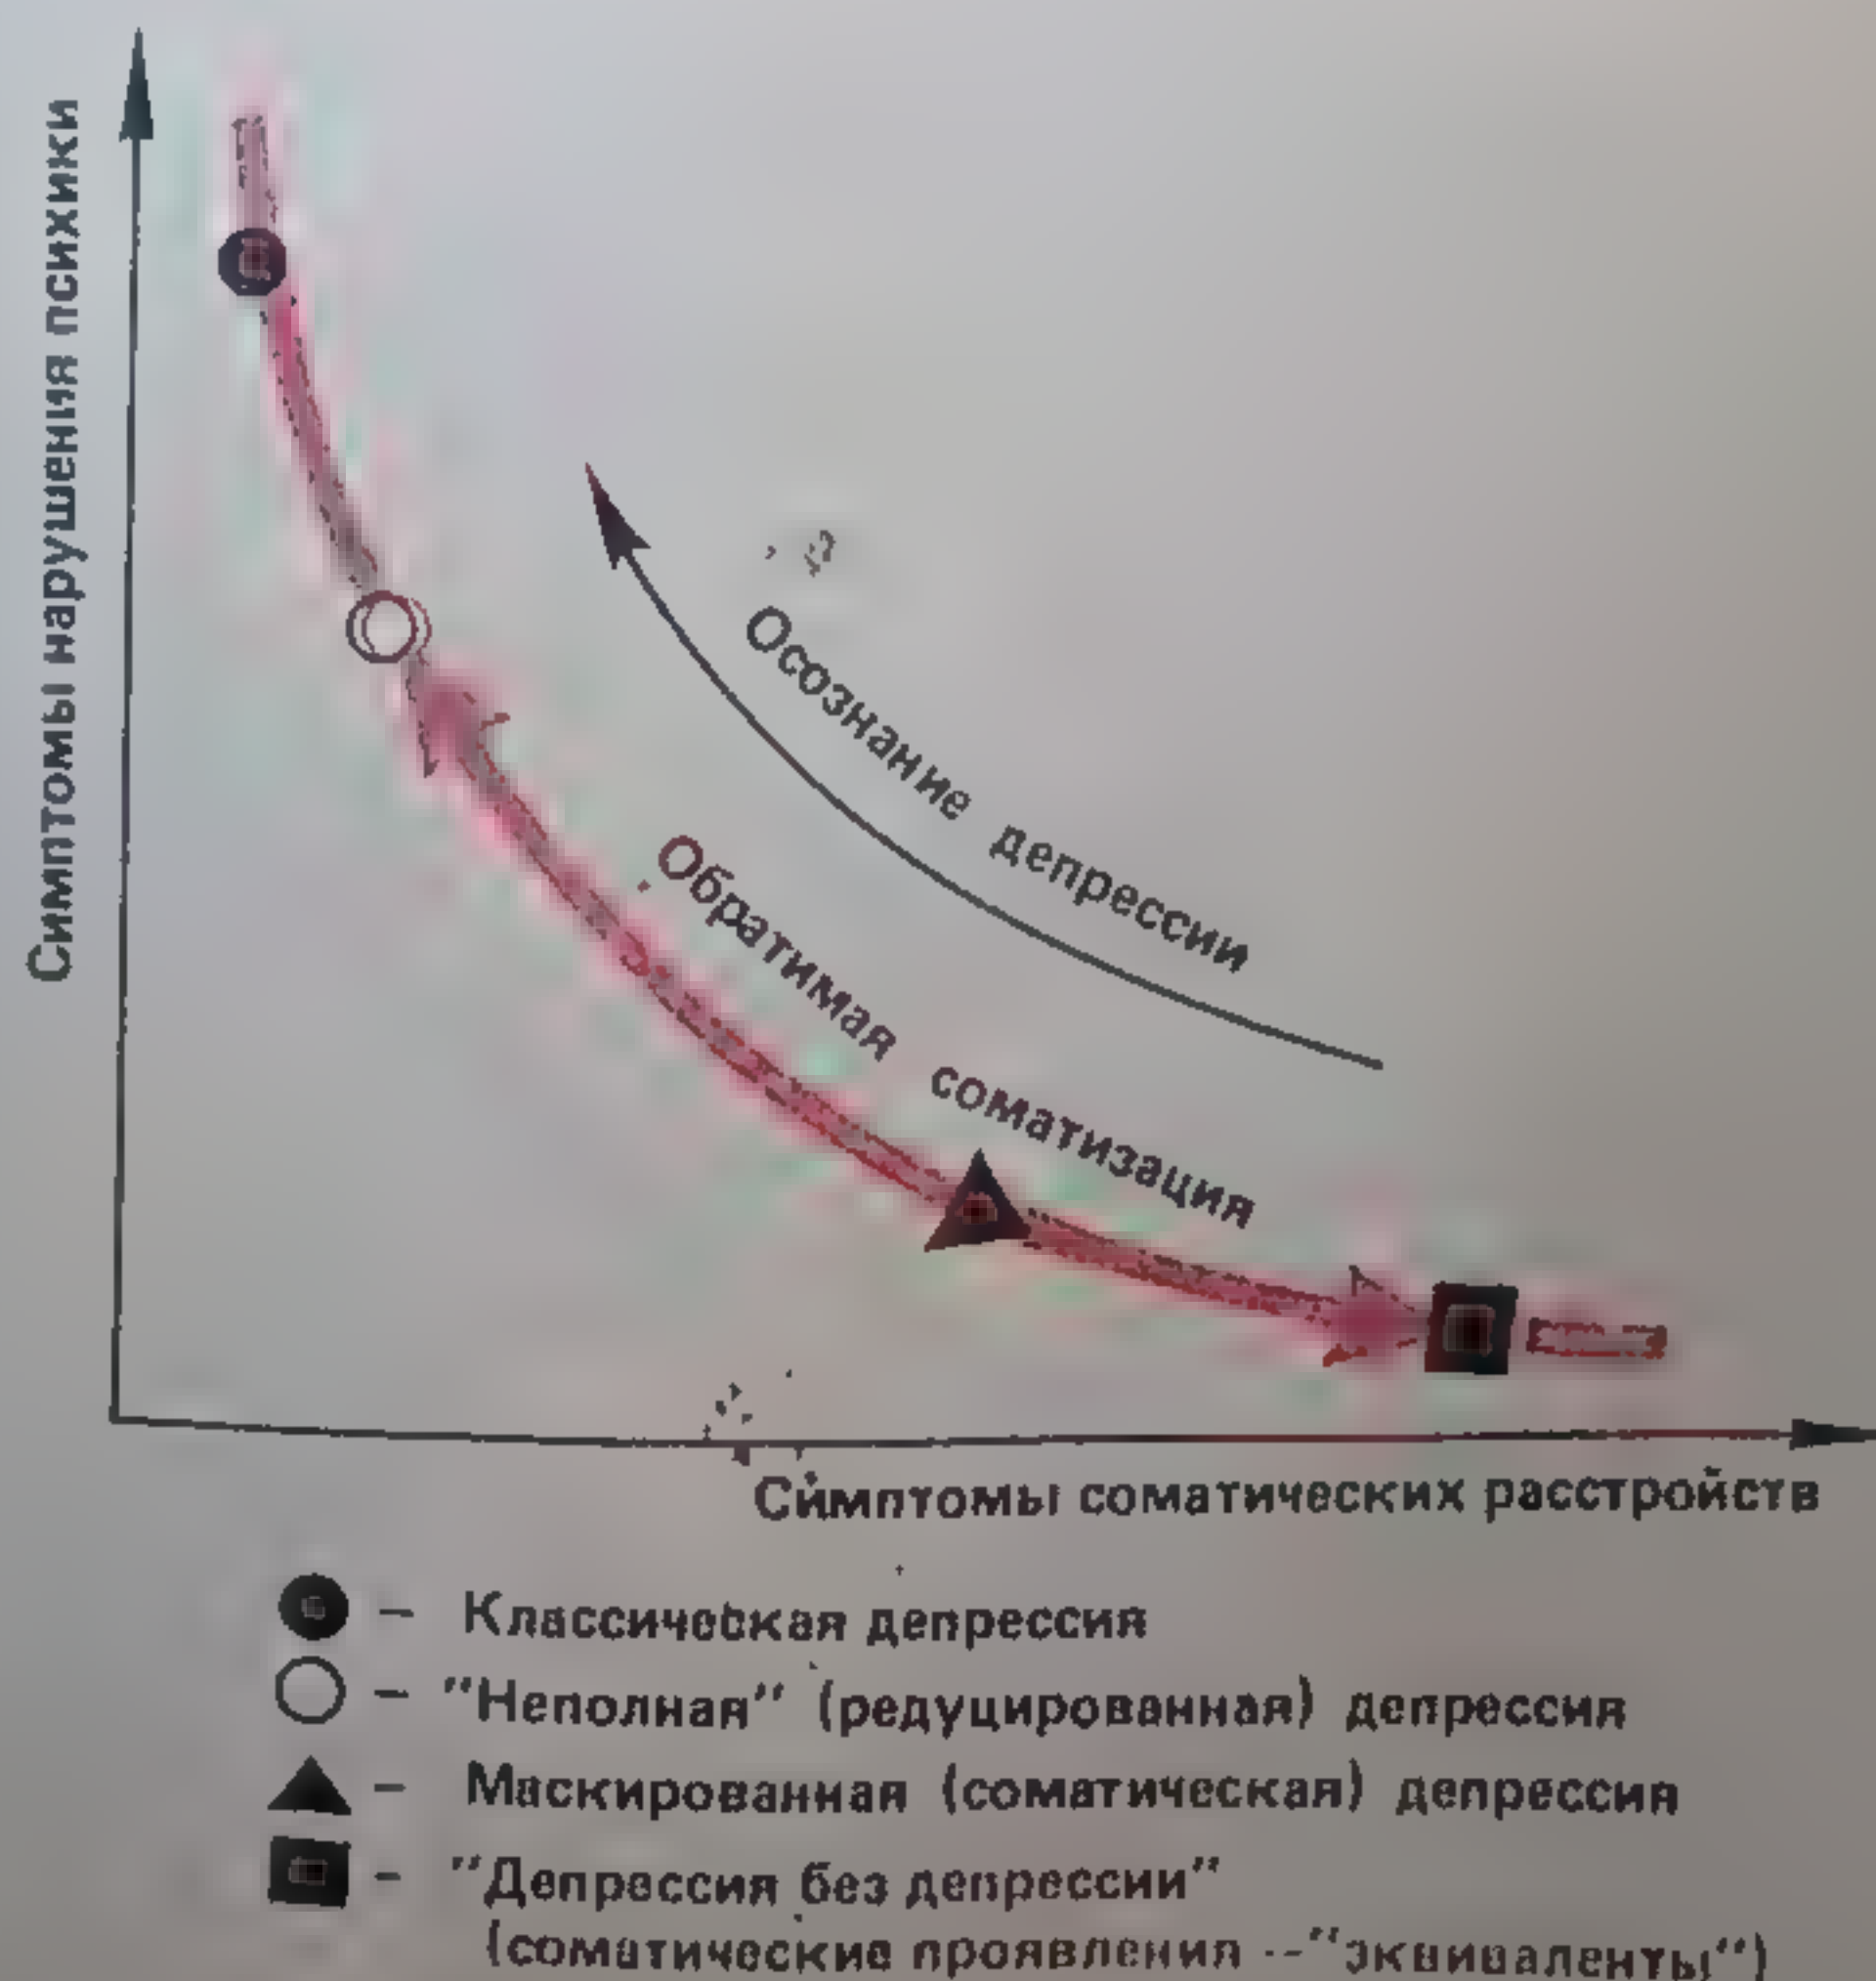 Симптомы нарушения психики
Осознание депрессии
Обратимая соматизация
Симптомы соматических расстройств
– Классическая депрессия
– "Неполная" (редуцированная) депрессия
– Маскированная (соматическая) депрессия
– "Депрессия без депрессии"
(соматические проявления –"эквиваленты")